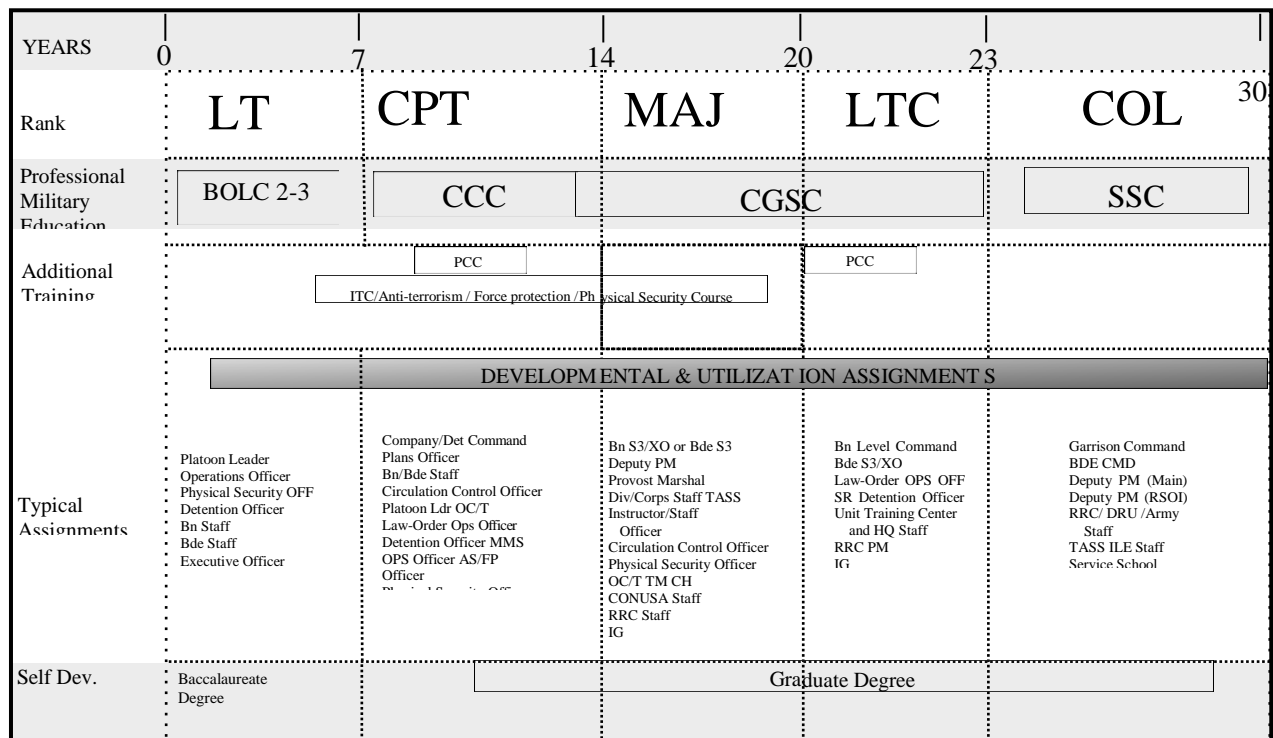 YEARS
0 7 14 20 23
30
Rank
LT CPT MAJ LTC COL
Professional
Military
Education
BOLC 2-3
CCC
CGSC
SSC
Additional
Training
PCC
PCC
ITC/Anti-terrorism / Force protection /Physical Security Course
DEVELOPMENTAL & UTILIZATION ASSIGNMENTS
Typical
Assignments
Platoon Leader
Operations Officer
Physical Security OFF
Detention Officer
Bn Staff
Bde Staff
Executive Officer
Company/Det Command
Plans Officer
Bn/Bde Staff
Circulation Control Officer
Platoon Ldr OC/T
Law-Order Ops Officer
Detention Officer MMS
OPS Officer AS/FP
Officer
Physical Security
Bn S3/XO or Bde S3
Deputy PM
Provost Marshal
Div/Corps Staff TASS
Instructor/Staff
Officer
Circulation Control Officer
Physical Security Officer
OC/T TM CH
CONUSA Staff
RRC Staff
IG
Bn Level Command
Bde S3/XO
Law-Order OPS OFF
SR Detention Officer
Unit Training Center
and HQ Staff
RRC PM
IG
Garrison Command
BDE CMD
Deputy PM (Main)
Deputy PM (RSOI)
RRC/ DRU /Army
Staff
TASS ILE Staff
Service School
Self Dev.
Baccalaureate
Degree
Graduate Degree